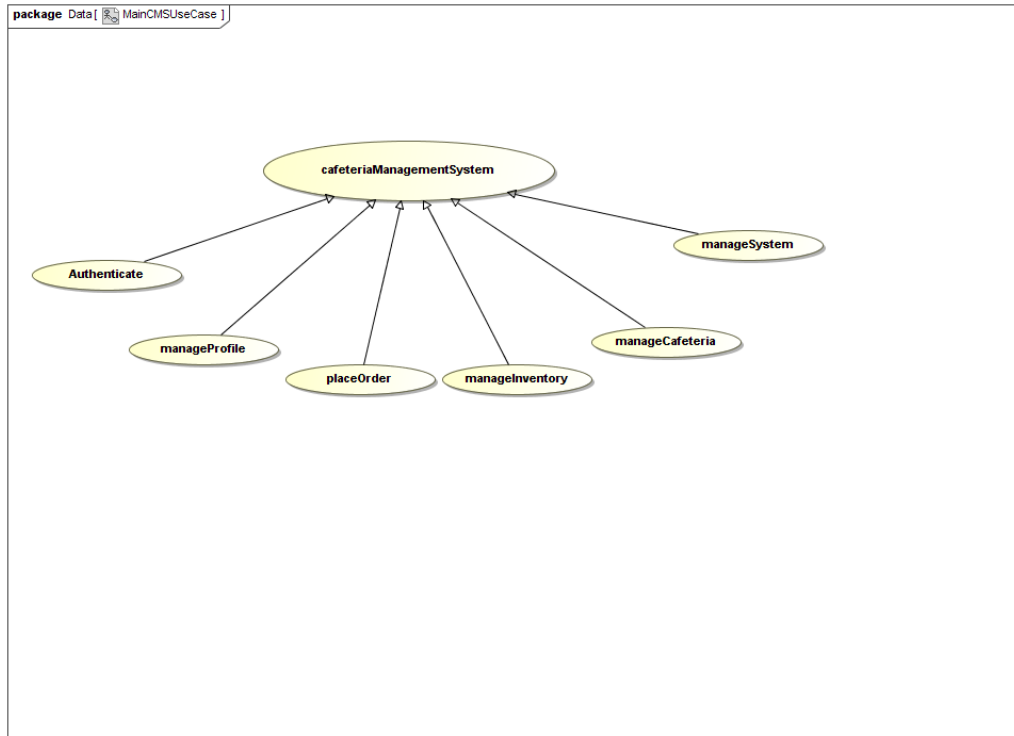 package Data [ MainCMSUseCase ]
cafeteriaManagementSystem
manageSystem
Authenticate
manageCafeteria
manageProfile
placeOrder
manageInventory